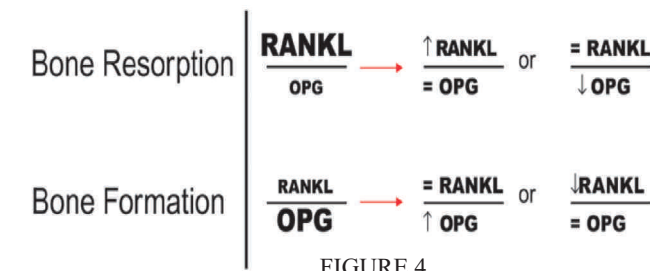 Bone Resorption RANKL / OPG → ↑ RANKL / = OPG or = RANKL / ↓ OPG
Bone Formation RANKL / OPG → = RANKL / ↑ OPG or ↓RANKL / = OPG
FIGURE 4